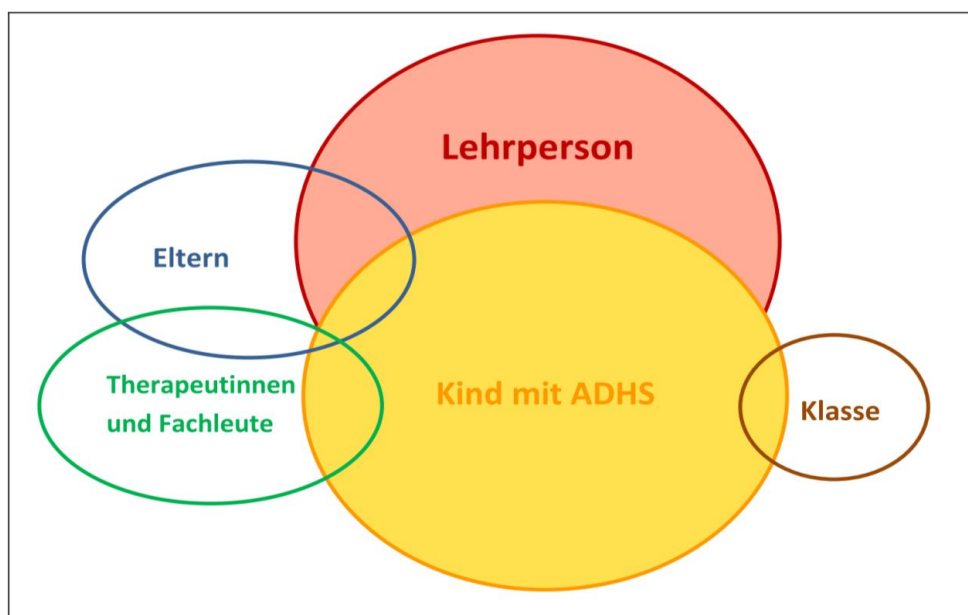 Lehrperson
Eltern
Therapeutinnen
und Fachleute
Kind mit ADHS
Klasse